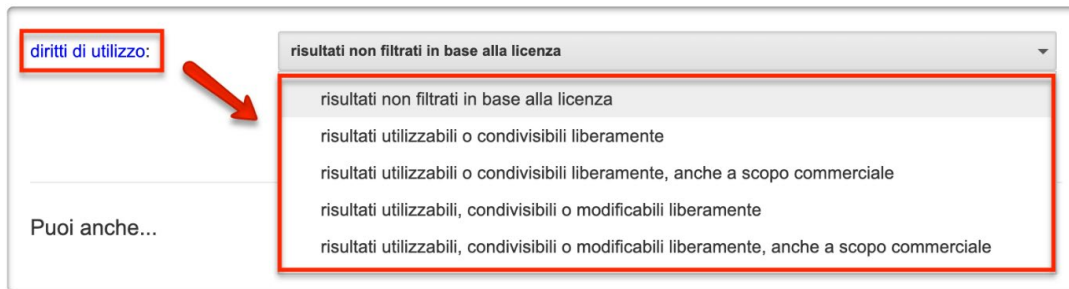 diritti di utilizzo:
risultati non filtrati in base alla licenza
risultati non filtrati in base alla licenza
risultati utilizzabili o condivisibili liberamente
risultati utilizzabili o condivisibili liberamente, anche a scopo commerciale
risultati utilizzabili, condivisibili o modificabili liberamente
risultati utilizzabili, condivisibili o modificabili liberamente, anche a scopo commerciale
Puoi anche...